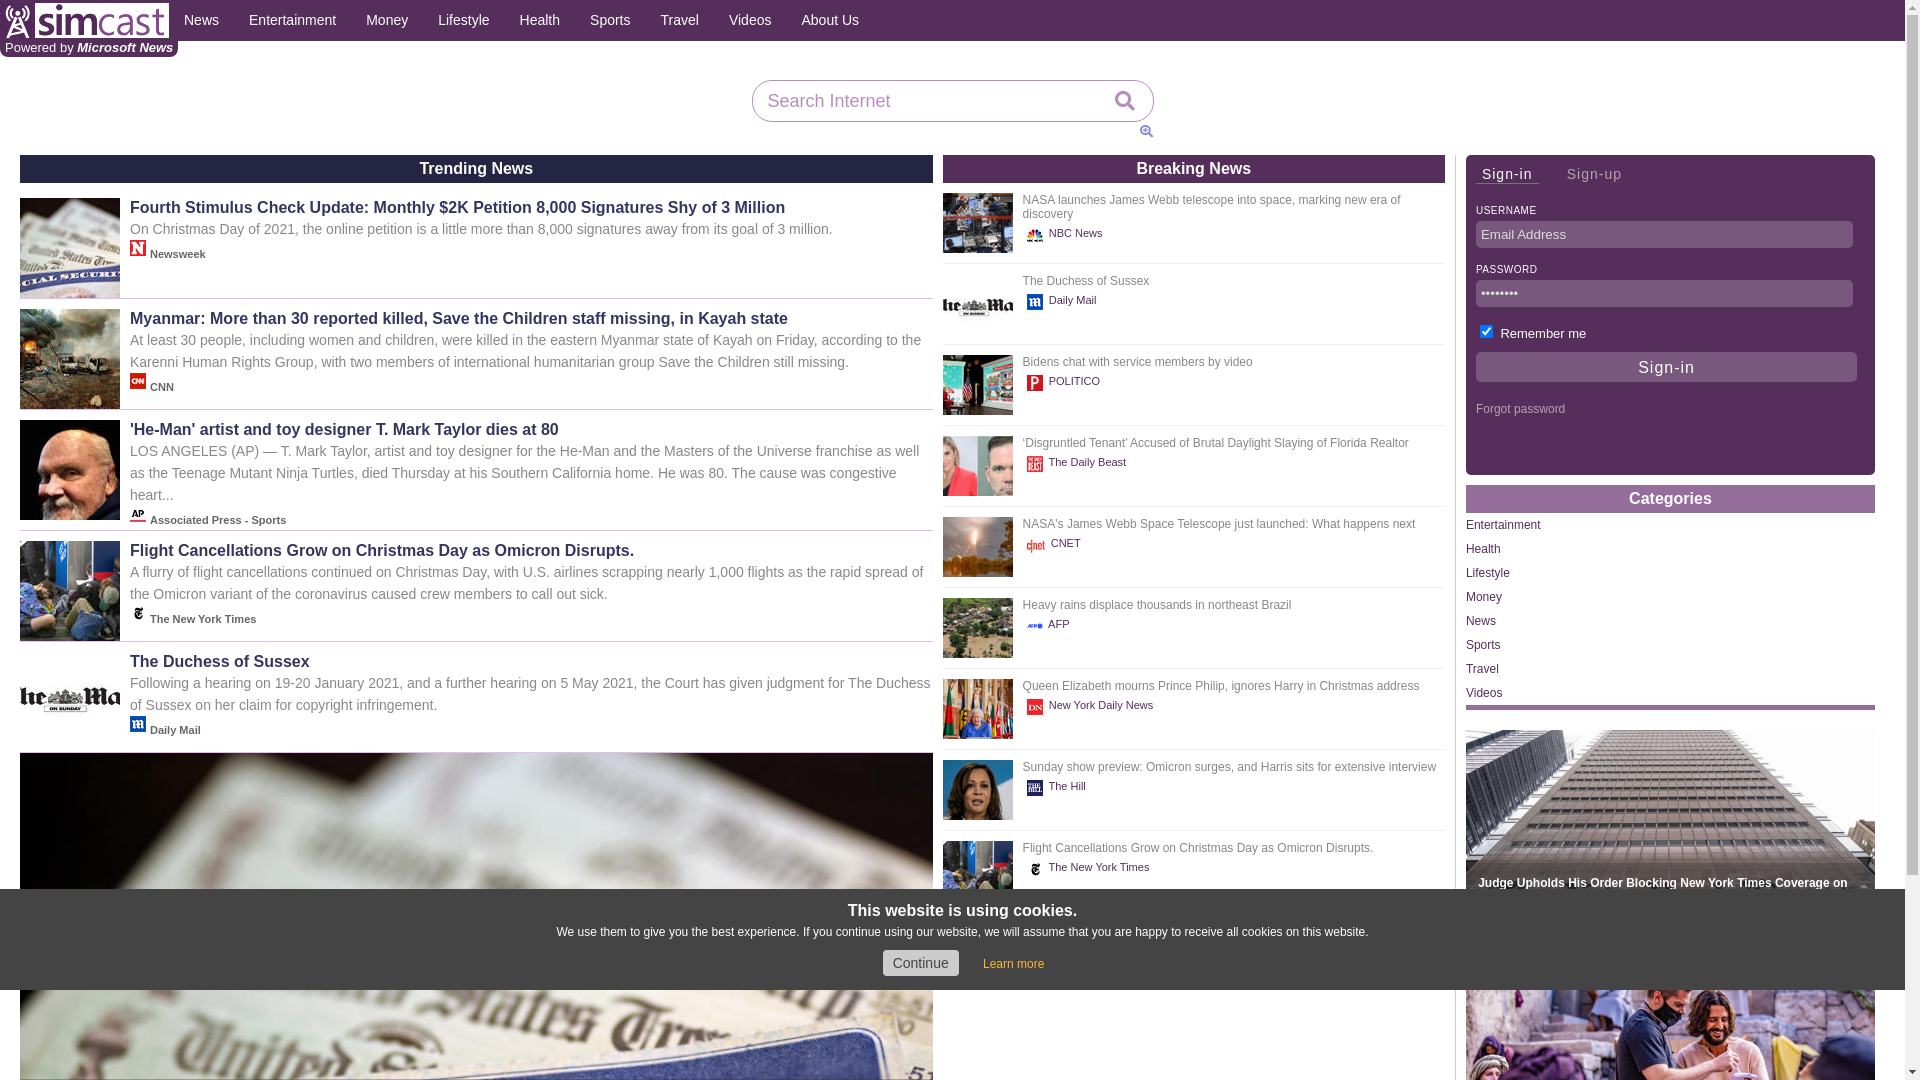 simcast
News
Entertainment
Money
Lifestyle
Health
Sports
Travel
Videos
About Us
Powered by Microsoft News
Search Internet
Trending News
Fourth Stimulus Check Update: Monthly $2K Petition 8,000 Signatures Shy of 3 Million
On Christmas Day of 2021, the online petition is a little more than 8,000 signatures away from its goal of 3 million.
Newsweek
Myanmar: More than 30 reported killed, Save the Children staff missing, in Kayah state
At least 30 people, including women and children, were killed in the eastern Myanmar state of Kayah on Friday, according to the
Karenni Human Rights Group, with two members of international humanitarian group Save the Children still missing.
CNN
'He-Man' artist and toy designer T. Mark Taylor dies at 80
LOS ANGELES (AP) — T. Mark Taylor, artist and toy designer for the He-Man and the Masters of the Universe franchise as well
as the Teenage Mutant Ninja Turtles, died Thursday at his Southern California home. He was 80. The cause was congestive
heart...
AP
Associated Press - Sports
Flight Cancellations Grow on Christmas Day as Omicron Disrupts.
A flurry of flight cancellations continued on Christmas Day, with U.S. airlines scrapping nearly 1,000 flights as the rapid spread of
the Omicron variant of the coronavirus caused crew members to call out sick.
The New York Times
The Duchess of Sussex
Following a hearing on 19-20 January 2021, and a further hearing on 5 May 2021, the Court has given judgment for The Duchess
of Sussex on her claim for copyright infringement.
Daily Mail
Breaking News
NASA launches James Webb telescope into space, marking new era of
discovery
NBC News
The Duchess of Sussex
Daily Mail
Bidens chat with service members by video
POLITICO
‘Disgruntled Tenant’ Accused of Brutal Daylight Slaying of Florida Realtor
The Daily Beast
NASA's James Webb Space Telescope just launched: What happens next
CNET
Heavy rains displace thousands in northeast Brazil
AFP
Queen Elizabeth mourns Prince Philip, ignores Harry in Christmas address
New York Daily News
Sunday show preview: Omicron surges, and Harris sits for extensive interview
The Hill
Flight Cancellations Grow on Christmas Day as Omicron Disrupts.
The New York Times
Sign-in
Sign-up
USERNAME
Email Address
PASSWORD
••••••••
Remember me
Sign-in
Forgot password
Categories
Entertainment
Health
Lifestyle
Money
News
Sports
Travel
Videos
Judge Upholds His Order Blocking New York Times Coverage on
This website is using cookies.
We use them to give you the best experience. If you continue using our website, we will assume that you are happy to receive all cookies on this website.
Continue
Learn more